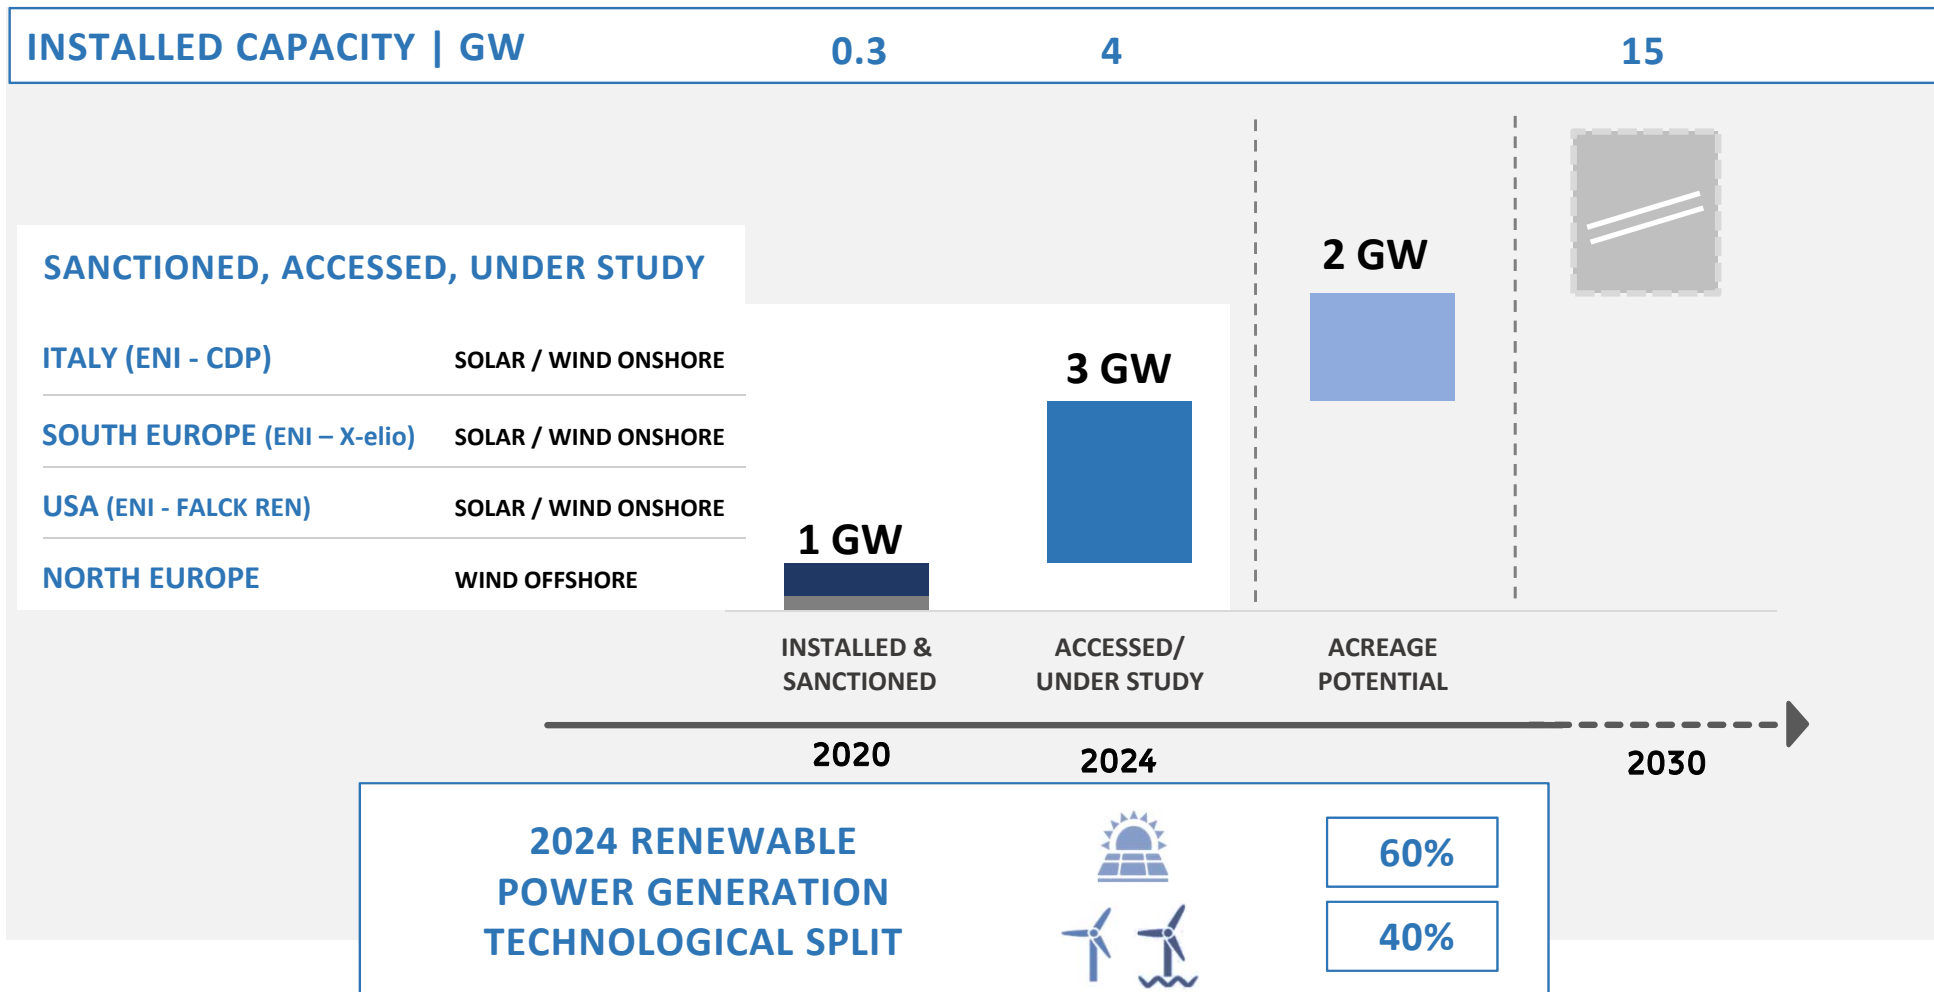 INSTALLED CAPACITY | GW 0.3 4 15
SANCTIONED, ACCESSED, UNDER STUDY
ITALY (ENI - CDP) SOLAR / WIND ONSHORE
SOUTH EUROPE (ENI – X-elio) SOLAR / WIND ONSHORE
USA (ENI - FALCK REN) SOLAR / WIND ONSHORE
NORTH EUROPE WIND OFFSHORE
1 GW
3 GW
2 GW
INSTALLED &
SANCTIONED
ACCESSED/
UNDER STUDY
ACREAGE
POTENTIAL
2020 2024 2030
2024 RENEWABLE
POWER GENERATION
TECHNOLOGICAL SPLIT
60%
40%